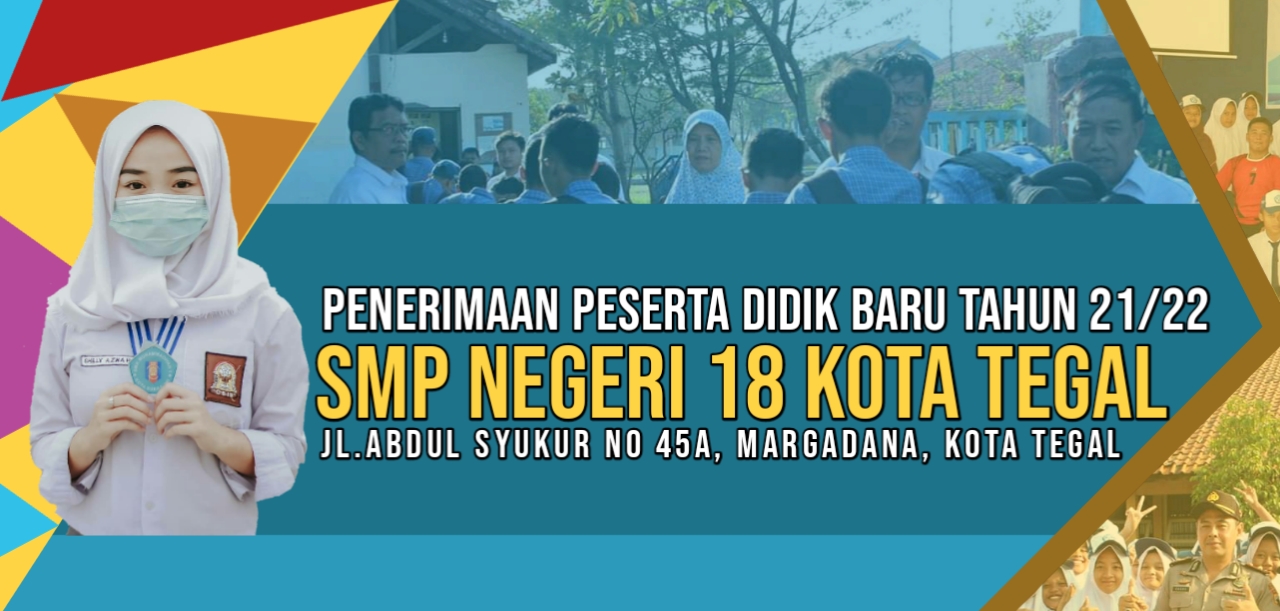 PENERIMAAN PESERTA DIDIK BARU TAHUN 21/22
SMP NEGERI 18 KOTA TEGAL
JL.ABDUL SYUKUR NO 45A, MARGADANA, KOTA TEGAL